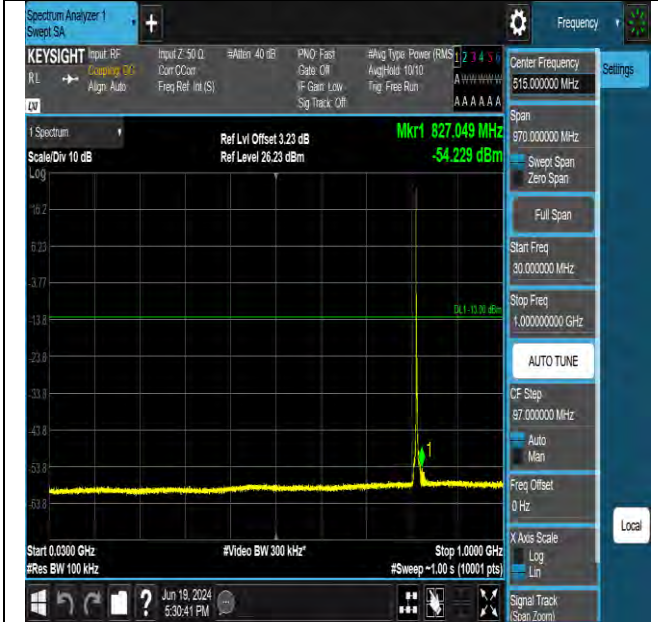 Spectrum Analyzer 1
Swept SA
+
Frequency
KEYSIGHT
RL
Input: RF
Coupling: DC
Align: Auto
Input Z: 50 Ω
Corr CCorr
Freq Ref: Int (S)
#Atten: 40 dB
PNO: Fast
Gate: Off
IF Gain: Low
Sig Track: Off
#Avg Type: Power (RMS
Avg|Hold: 10/10
Trig: Free Run
1 2 3 4 5 6
A W W W W W
A A A A A A
LXI
1 Spectrum
Scale/Div 10 dB
Log
Ref Lvl Offset 3.23 dB
Ref Level 26.23 dBm
Mkr1 827.049 MHz
-54.229 dBm
16.2
6.23
-3.77
-13.8
-23.8
-33.8
-43.8
-53.8
-63.8
DL1 -13.00 dBm
1
Start 0.0300 GHz
#Res BW 100 kHz
#Video BW 300 kHz*
Stop 1.0000 GHz
#Sweep ~1.00 s (10001 pts)
Jun 19, 2024
5:30:41 PM
?
Center Frequency
515.000000 MHz
Settings
Span
970.000000 MHz
Swept Span
Zero Span
Full Span
Start Freq
30.000000 MHz
Stop Freq
1.000000000 GHz
AUTO TUNE
CF Step
97.000000 MHz
Auto
Man
Freq Offset
0 Hz
X Axis Scale
Log
Lin
Local
Signal Track
(Span Zoom)